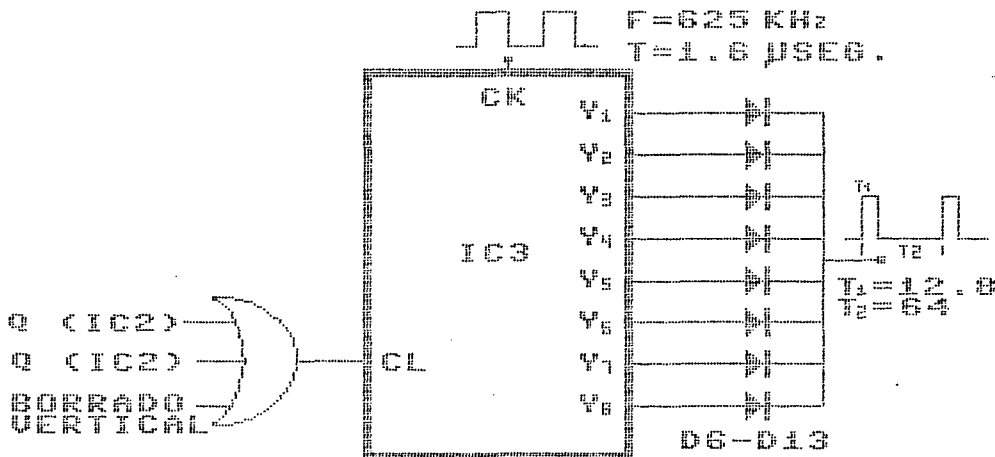 F=625 KHz
T=1.6 µSEG.
CK
Y1
Y2
Y3
Y4
Y5
Y6
Y7
Y8
IC3
T1
T2
T1=12.8
T2=64
Q (IC2)
Q (IC2)
BORRADO
VERTICAL
CL
D6-D13